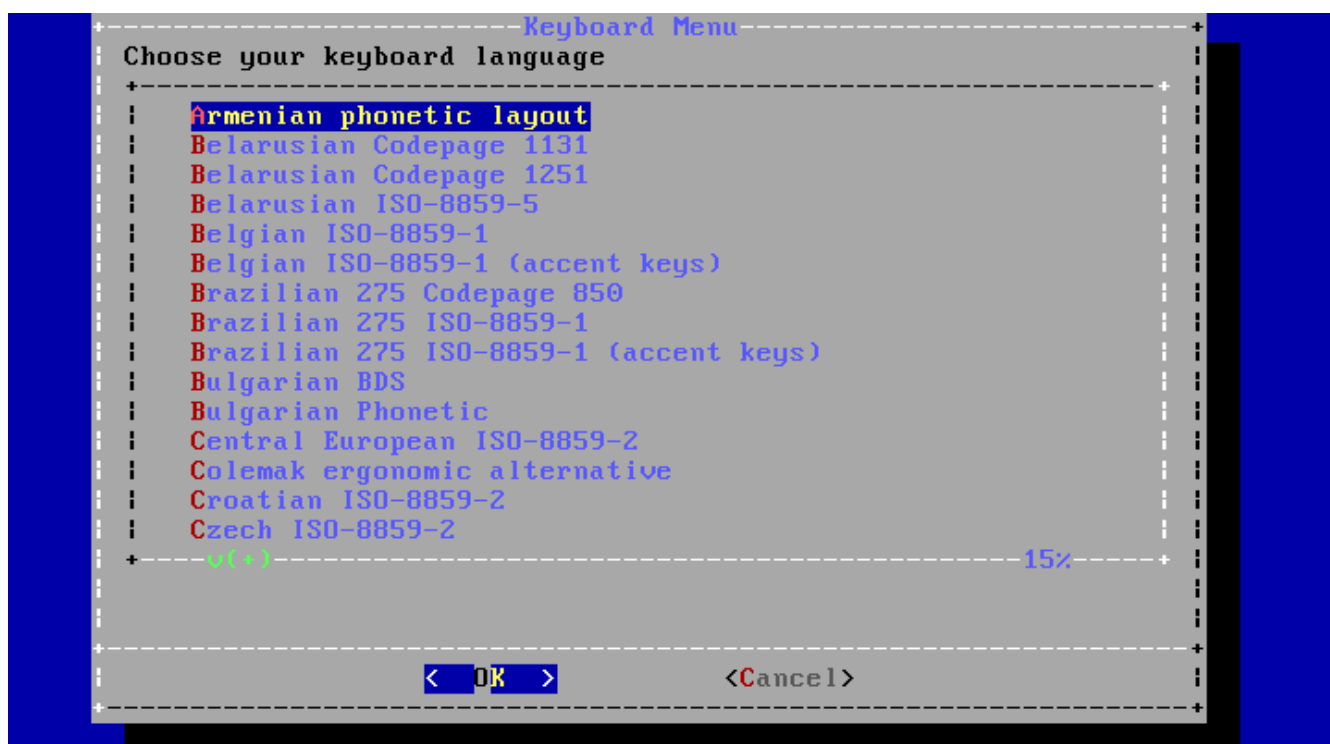 Keyboard Menu
Choose your keyboard language
Armenian phonetic layout
Belarusian Codepage 1131
Belarusian Codepage 1251
Belarusian ISO-8859-5
Belgian ISO-8859-1
Belgian ISO-8859-1 (accent keys)
Brazilian 275 Codepage 850
Brazilian 275 ISO-8859-1
Brazilian 275 ISO-8859-1 (accent keys)
Bulgarian BDS
Bulgarian Phonetic
Central European ISO-8859-2
Colemak ergonomic alternative
Croatian ISO-8859-2
Czech ISO-8859-2
v(+) 15%
< OK > <Cancel>